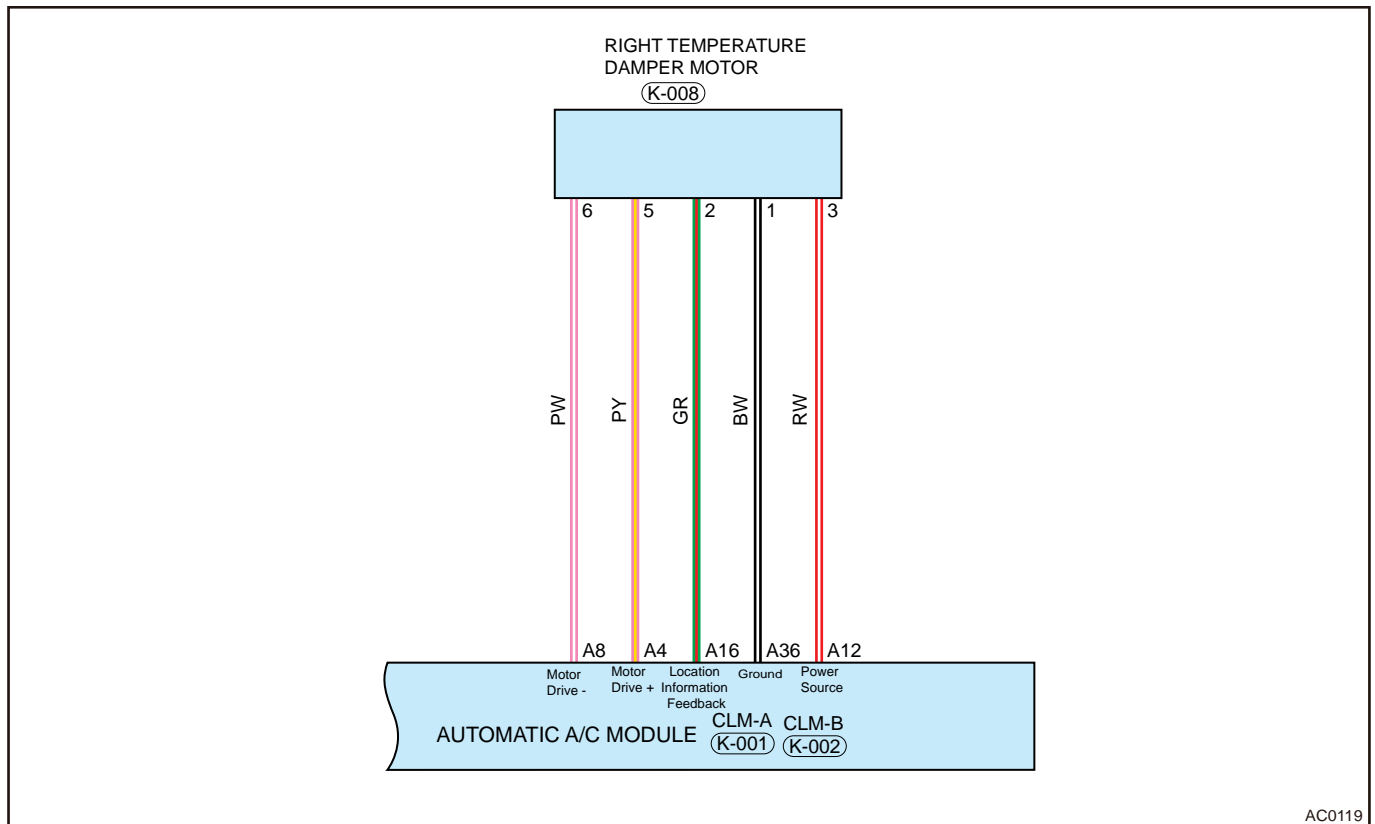 RIGHT TEMPERATURE
DAMPER MOTOR
K-008
6 5 2 1 3
PW PY GR BW RW
A8 A4 A16 A36 A12
Motor
Drive -
Motor
Drive +
Location
Information
Feedback
Ground
Power
Source
AUTOMATIC A/C MODULE
CLM-A
K-001
CLM-B
K-002
AC0119